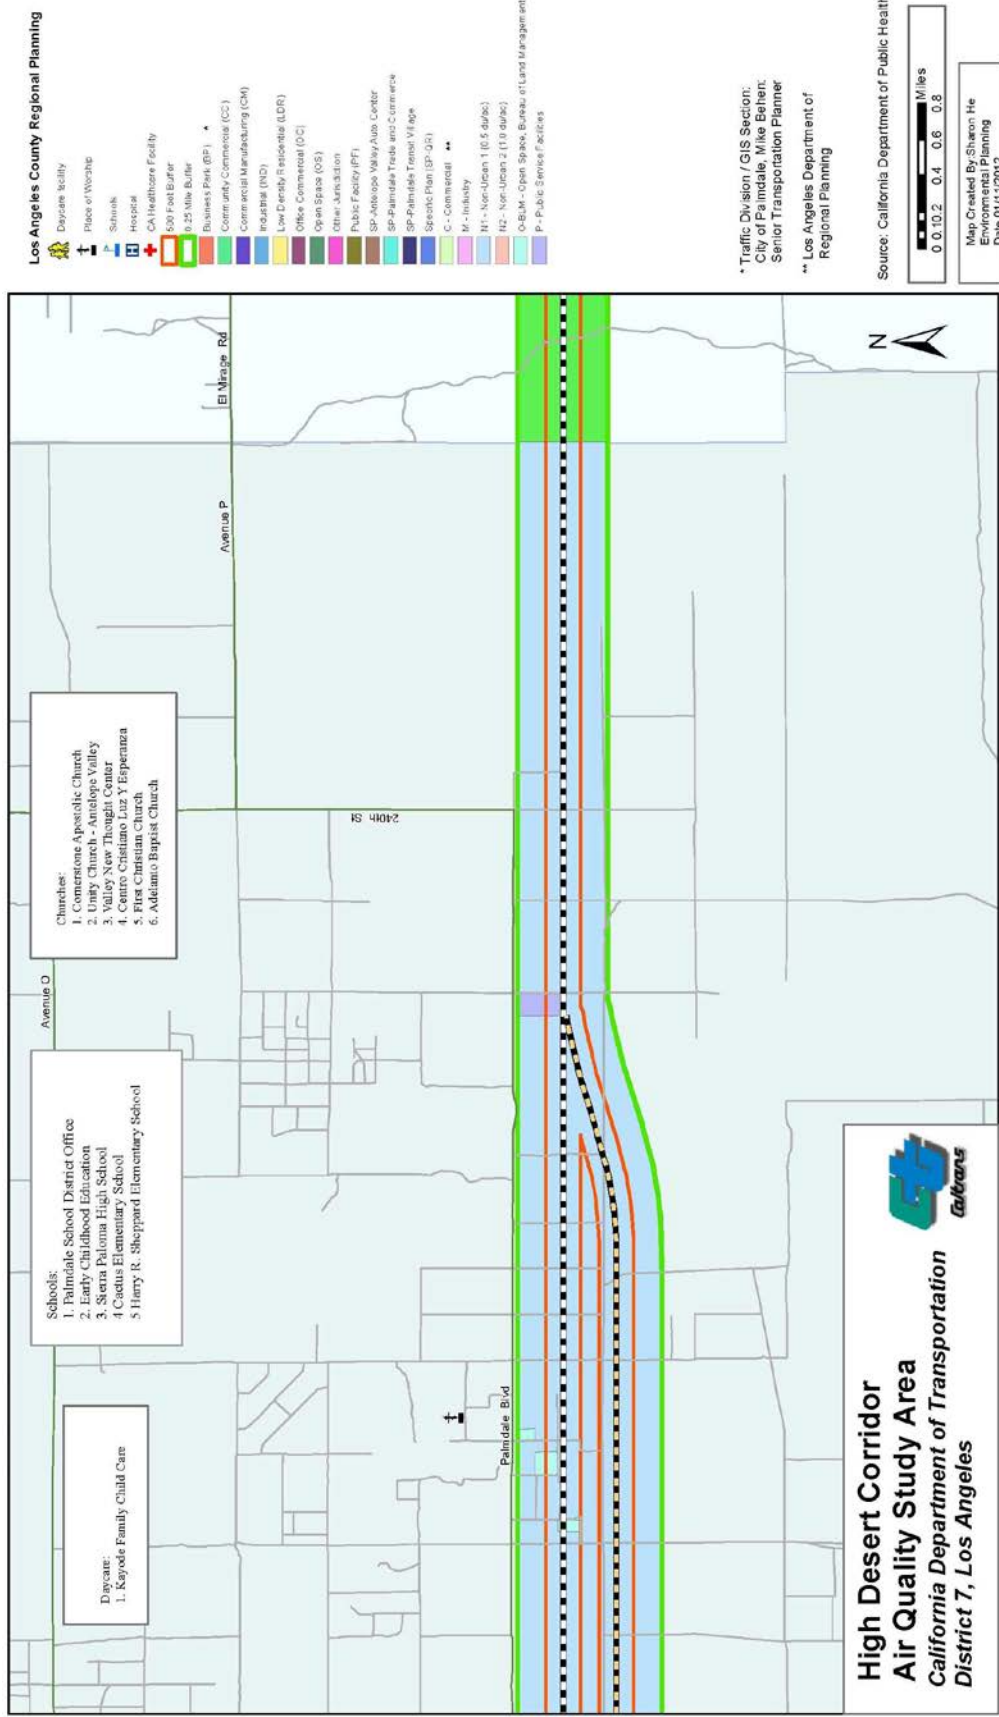 Los Angeles County Regional Planning
Daycare facility
Place of Worship
Schools
Hospital
CA Healthcare Facility
500 Foot Buffer
0.25 Mile Buffer
Business Park (BP) *
Community Commercial (CC)
Commercial Manufacturing (CM)
Industrial (IND)
Low Density Residential (LDR)
Office Commercial (OC)
Open Space (OS)
Other Jurisdiction
Public Facility (PF)
SP-Antelope Valley Auto Center
SP-Palmdale Trade and Commerce
SP-Palmdale Transit Village
Specific Plan (SP-QR)
C - Commercial **
M - Industry
N1 - Non-Urban 1 (0.5 du/ac)
N2 - Non-Urban 2 (1.0 du/ac)
O-BLM - Open Space, Bureau of Land Management
P - Public Service Facilities
* Traffic Division / GIS Section:
City of Palmdale, Mike Behen:
Senior Transportation Planner
** Los Angeles Department of
Regional Planning
Source: California Department of Public Health
Miles
0 0.10.2 0.4 0.6 0.8
Map Created By:Sharon He
Environmental Planning
Date 01/11/2012
Daycare:
1. Kayode Family Child Care
Schools:
1. Palmdale School District Office
2. Early Childhood Education
3. Sierra Paloma High School
4 Cactus Elementary School
5 Harry R. Sheppard Elementary School
Churches:
1. Cornerstone Apostolic Church
2. Unity Church - Antelope Valley
3. Valley New Thought Center
4. Centro Cristiano Luz Y Esperanza
5. First Christian Church
6. Adelanto Baptist Church
Avenue O
Avenue P
El Mirage Rd
240th St
Palmdale Blvd
N
High Desert Corridor
Air Quality Study Area
California Department of Transportation
District 7, Los Angeles
Caltrans